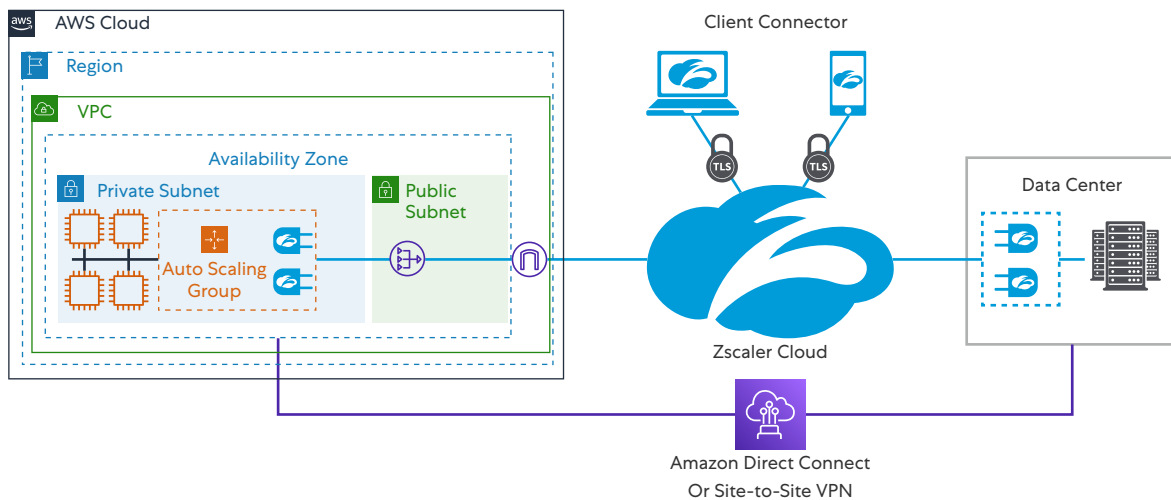 aws
AWS Cloud
Region
VPC
Availability Zone
Private Subnet
Auto Scaling
Group
Public
Subnet
Client Connector
TLS
TLS
Zscaler Cloud
Data Center
Amazon Direct Connect
Or Site-to-Site VPN